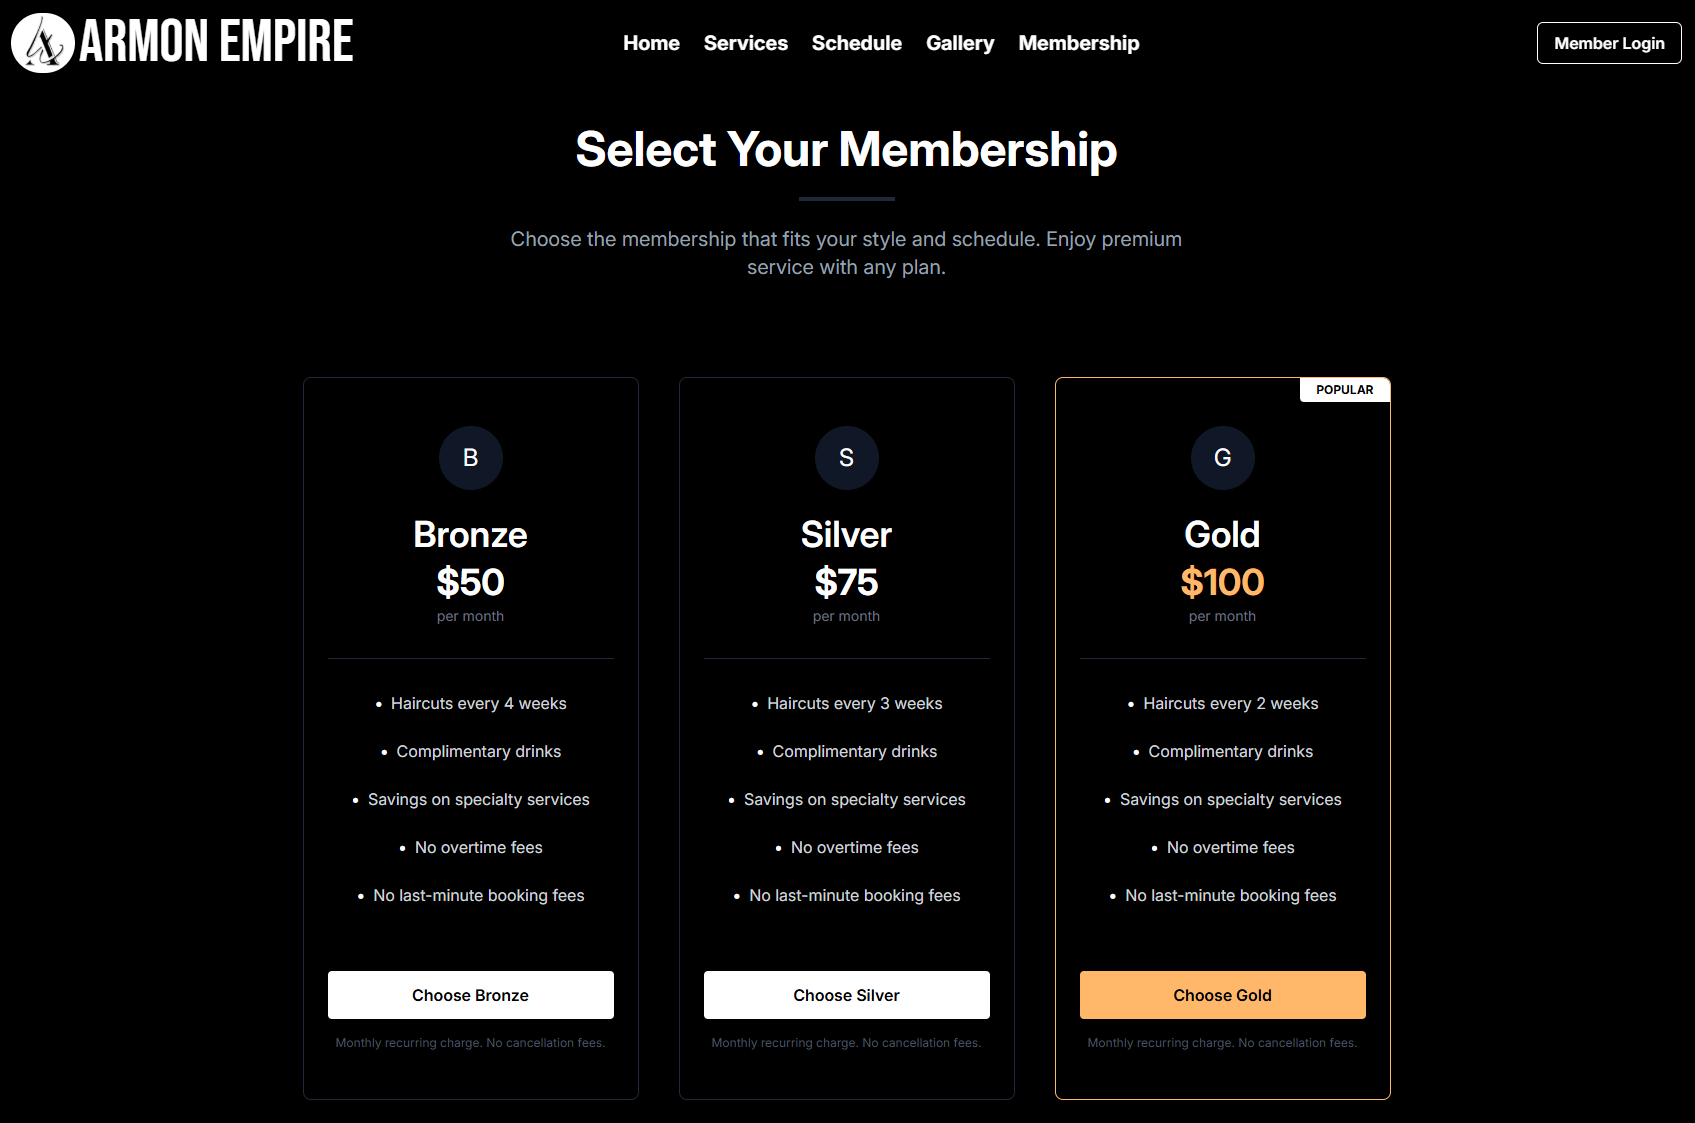 ARMON EMPIRE
Home Services Schedule Gallery Membership
Member Login
Select Your Membership
Choose the membership that fits your style and schedule. Enjoy premium
service with any plan.
B
Bronze
$50
per month
• Haircuts every 4 weeks
• Complimentary drinks
• Savings on specialty services
• No overtime fees
• No last-minute booking fees
Choose Bronze
Monthly recurring charge. No cancellation fees.
S
Silver
$75
per month
• Haircuts every 3 weeks
• Complimentary drinks
• Savings on specialty services
• No overtime fees
• No last-minute booking fees
Choose Silver
Monthly recurring charge. No cancellation fees.
POPULAR
G
Gold
$100
per month
• Haircuts every 2 weeks
• Complimentary drinks
• Savings on specialty services
• No overtime fees
• No last-minute booking fees
Choose Gold
Monthly recurring charge. No cancellation fees.